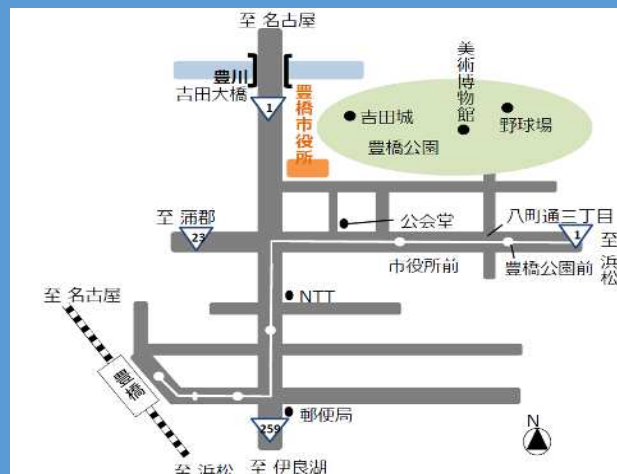 至 名古屋
豊川
吉田大橋
1
豊橋市役所
美術博物館
吉田城
野球場
豊橋公園
至 蒲郡
23
公会堂
八町通三丁目
1
至 浜松
市役所前
豊橋公園前
至 名古屋
NTT
豊橋
郵便局
259
N
至 浜松
至 伊良湖